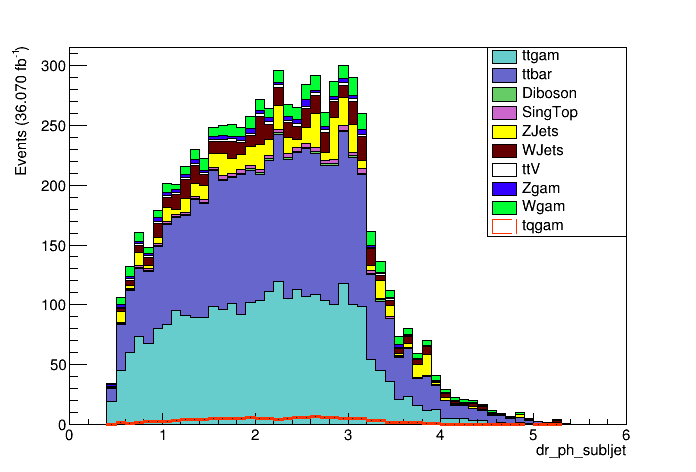 Events (36.070 fb⁻¹)
300
250
200
150
100
50
0
0 1 2 3 4 5 6
dr_ph_subljet
ttgam
ttbar
Diboson
SingTop
ZJets
WJets
ttV
Zgam
Wgam
tqgam